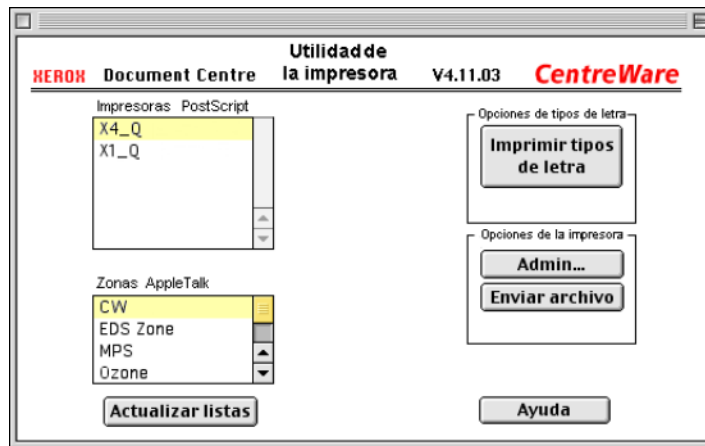 Utilidad de
XEROX Document Centre la impresora V4.11.03 CentreWare
Impresoras PostScript
X4_Q
X1_Q
Opciones de tipos de letra
Imprimir tipos
de letra
Opciones de la impresora
Admin...
Enviar archivo
Zonas AppleTalk
CW
EDS Zone
MPS
Ozone
Actualizar listas
Ayuda